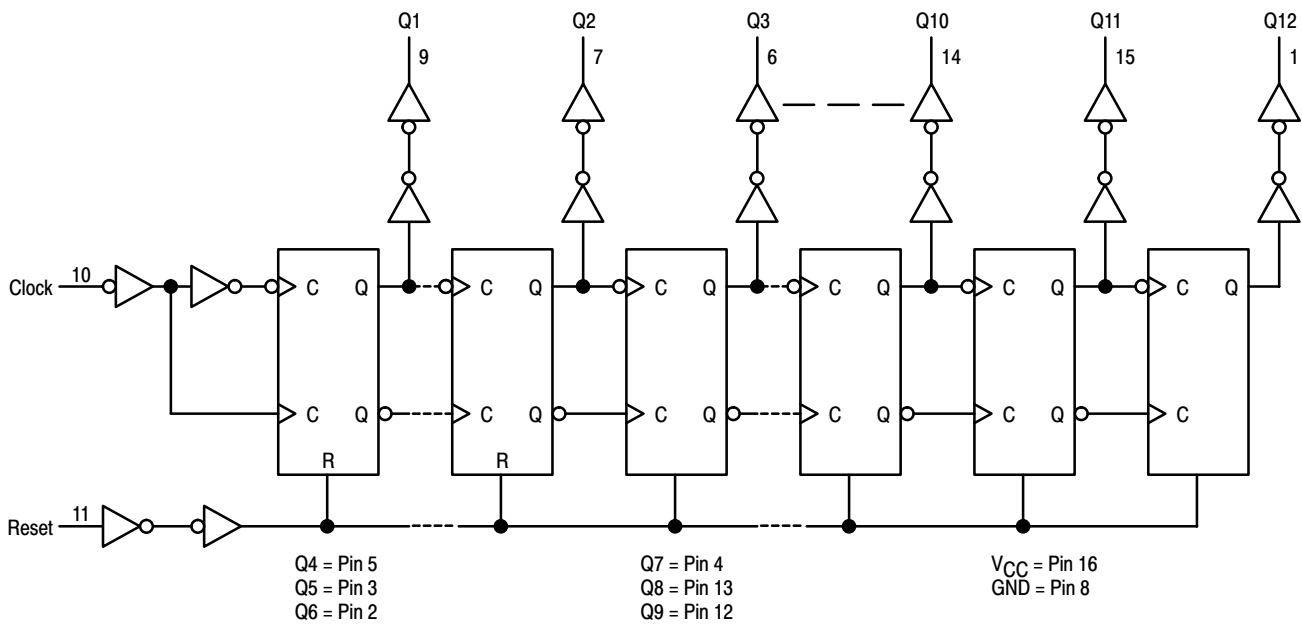 Q1 Q2 Q3 Q10 Q11 Q12
9 7 6 14 15 1
Clock 10 C Q C Q C Q C Q C Q C Q
C Q C Q C Q C Q C Q C
R R
Reset 11
Q4 = Pin 5
Q5 = Pin 3
Q6 = Pin 2
Q7 = Pin 4
Q8 = Pin 13
Q9 = Pin 12
VCC = Pin 16
GND = Pin 8